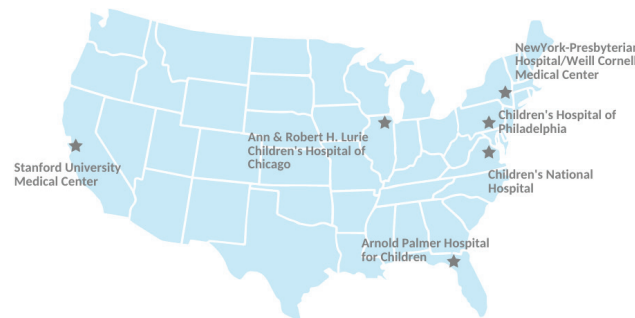 NewYork-Presbyterian
Hospital/Weill Cornell
Medical Center
Children's Hospital of
Philadelphia
Ann & Robert H. Lurie
Children's Hospital of
Chicago
Stanford University
Medical Center
Children's National
Hospital
Arnold Palmer Hospital
for Children